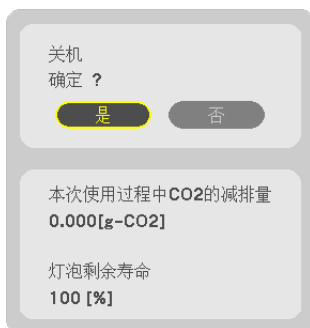 关机
确定 ?
是
否
本次使用过程中CO2的减排量
0.000[g-CO2]
灯泡剩余寿命
100 [%]